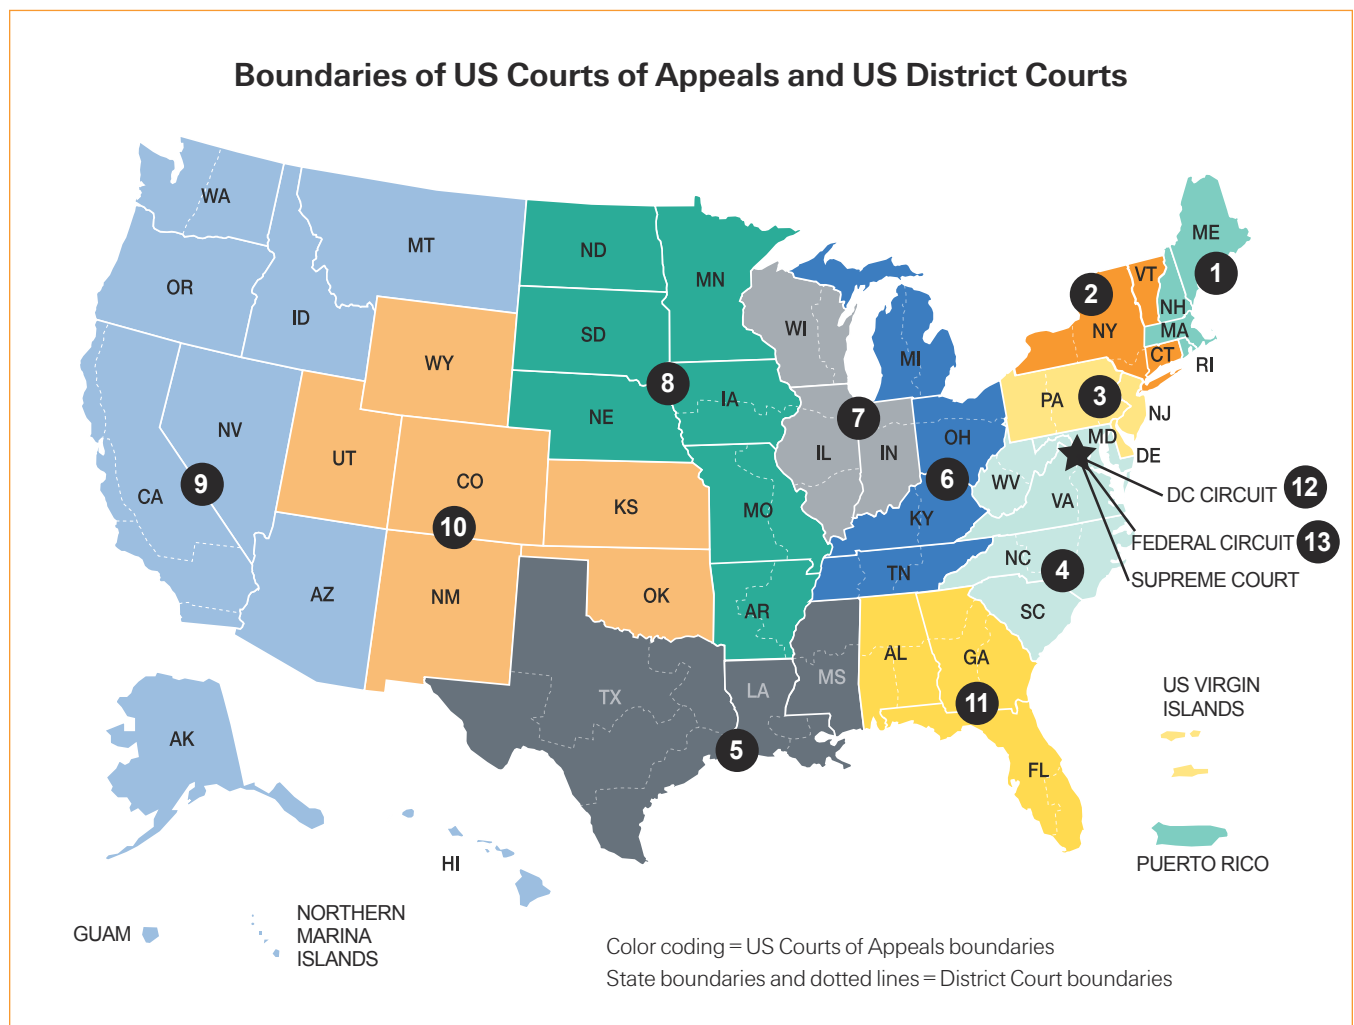 Boundaries of US Courts of Appeals and US District Courts
WA
MT
ND
MN
ME
1
OR
ID
SD
WI
MI
2
VT
NH
NY
MA
CT
RI
WY
8
IA
7
PA
3
NJ
NE
NV
UT
CO
IL
IN
OH
MD
DE
9
CA
10
KS
MO
6
WV
VA
DC CIRCUIT 12
KY
FEDERAL CIRCUIT 13
NC
4
SUPREME COURT
AZ
NM
OK
AR
TN
SC
TX
LA
MS
AL
GA
11
US VIRGIN
ISLANDS
AK
5
FL
HI
PUERTO RICO
GUAM
NORTHERN
MARINA
ISLANDS
Color coding = US Courts of Appeals boundaries
State boundaries and dotted lines = District Court boundaries